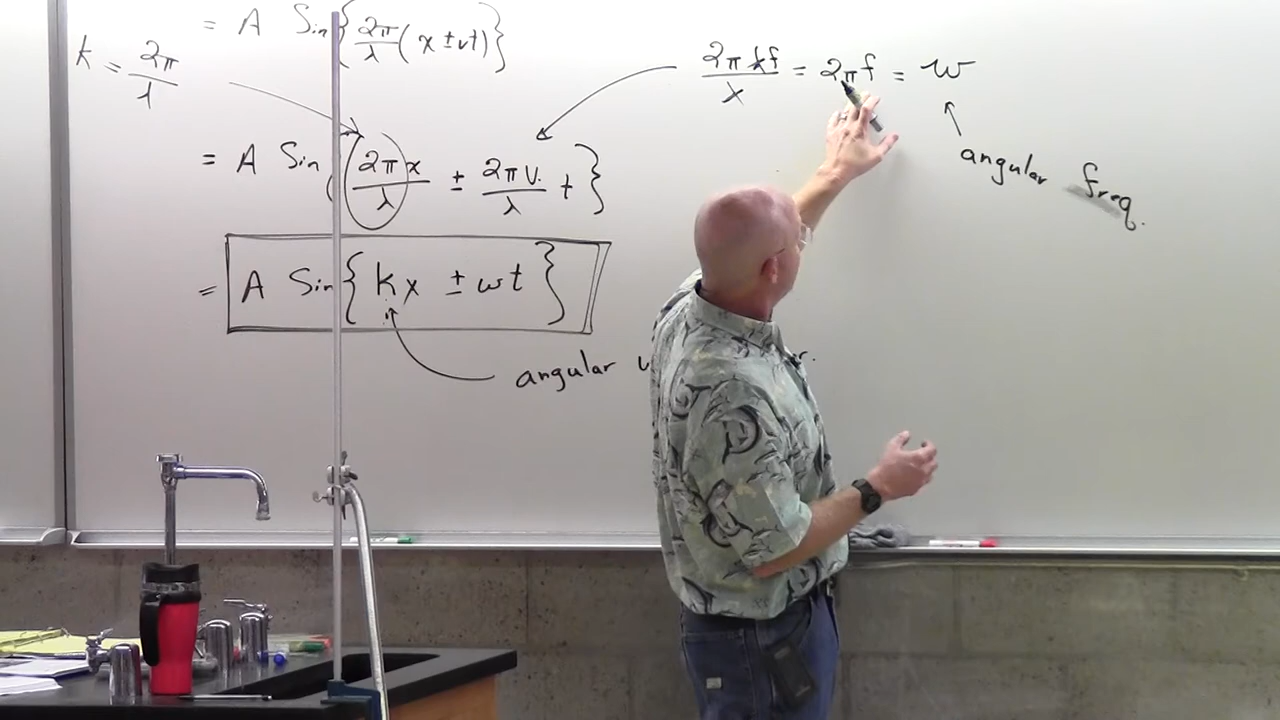 = A Sin{2π/λ (x ± vt)}
k = 2π/λ
2πλf/λ = 2πf = ω
= A Sin{2πx/λ ± 2πv/λ t}
angular freq.
= A Sin{kx ± ωt}
angular